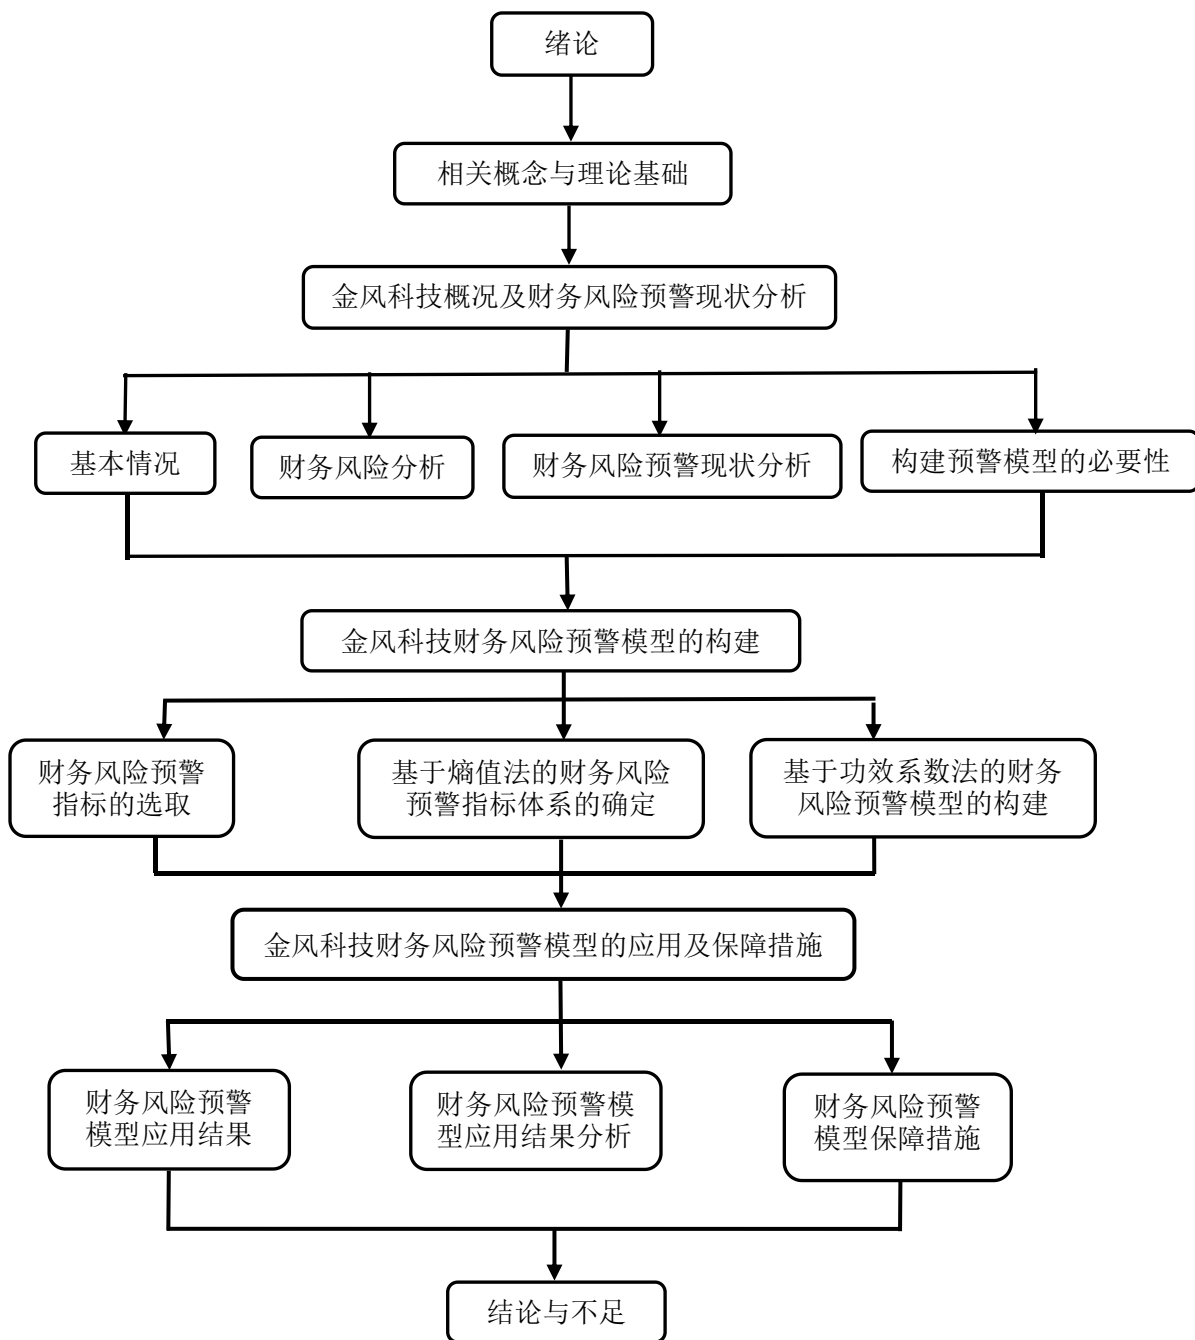 绪论
相关概念与理论基础
金风科技概况及财务风险预警现状分析
基本情况
财务风险分析
财务风险预警现状分析
构建预警模型的必要性
金风科技财务风险预警模型的构建
财务风险预警
指标的选取
基于熵值法的财务风险
预警指标体系的确定
基于功效系数法的财务
风险预警模型的构建
金风科技财务风险预警模型的应用及保障措施
财务风险预警
模型应用结果
财务风险预警模
型应用结果分析
财务风险预警
模型保障措施
结论与不足